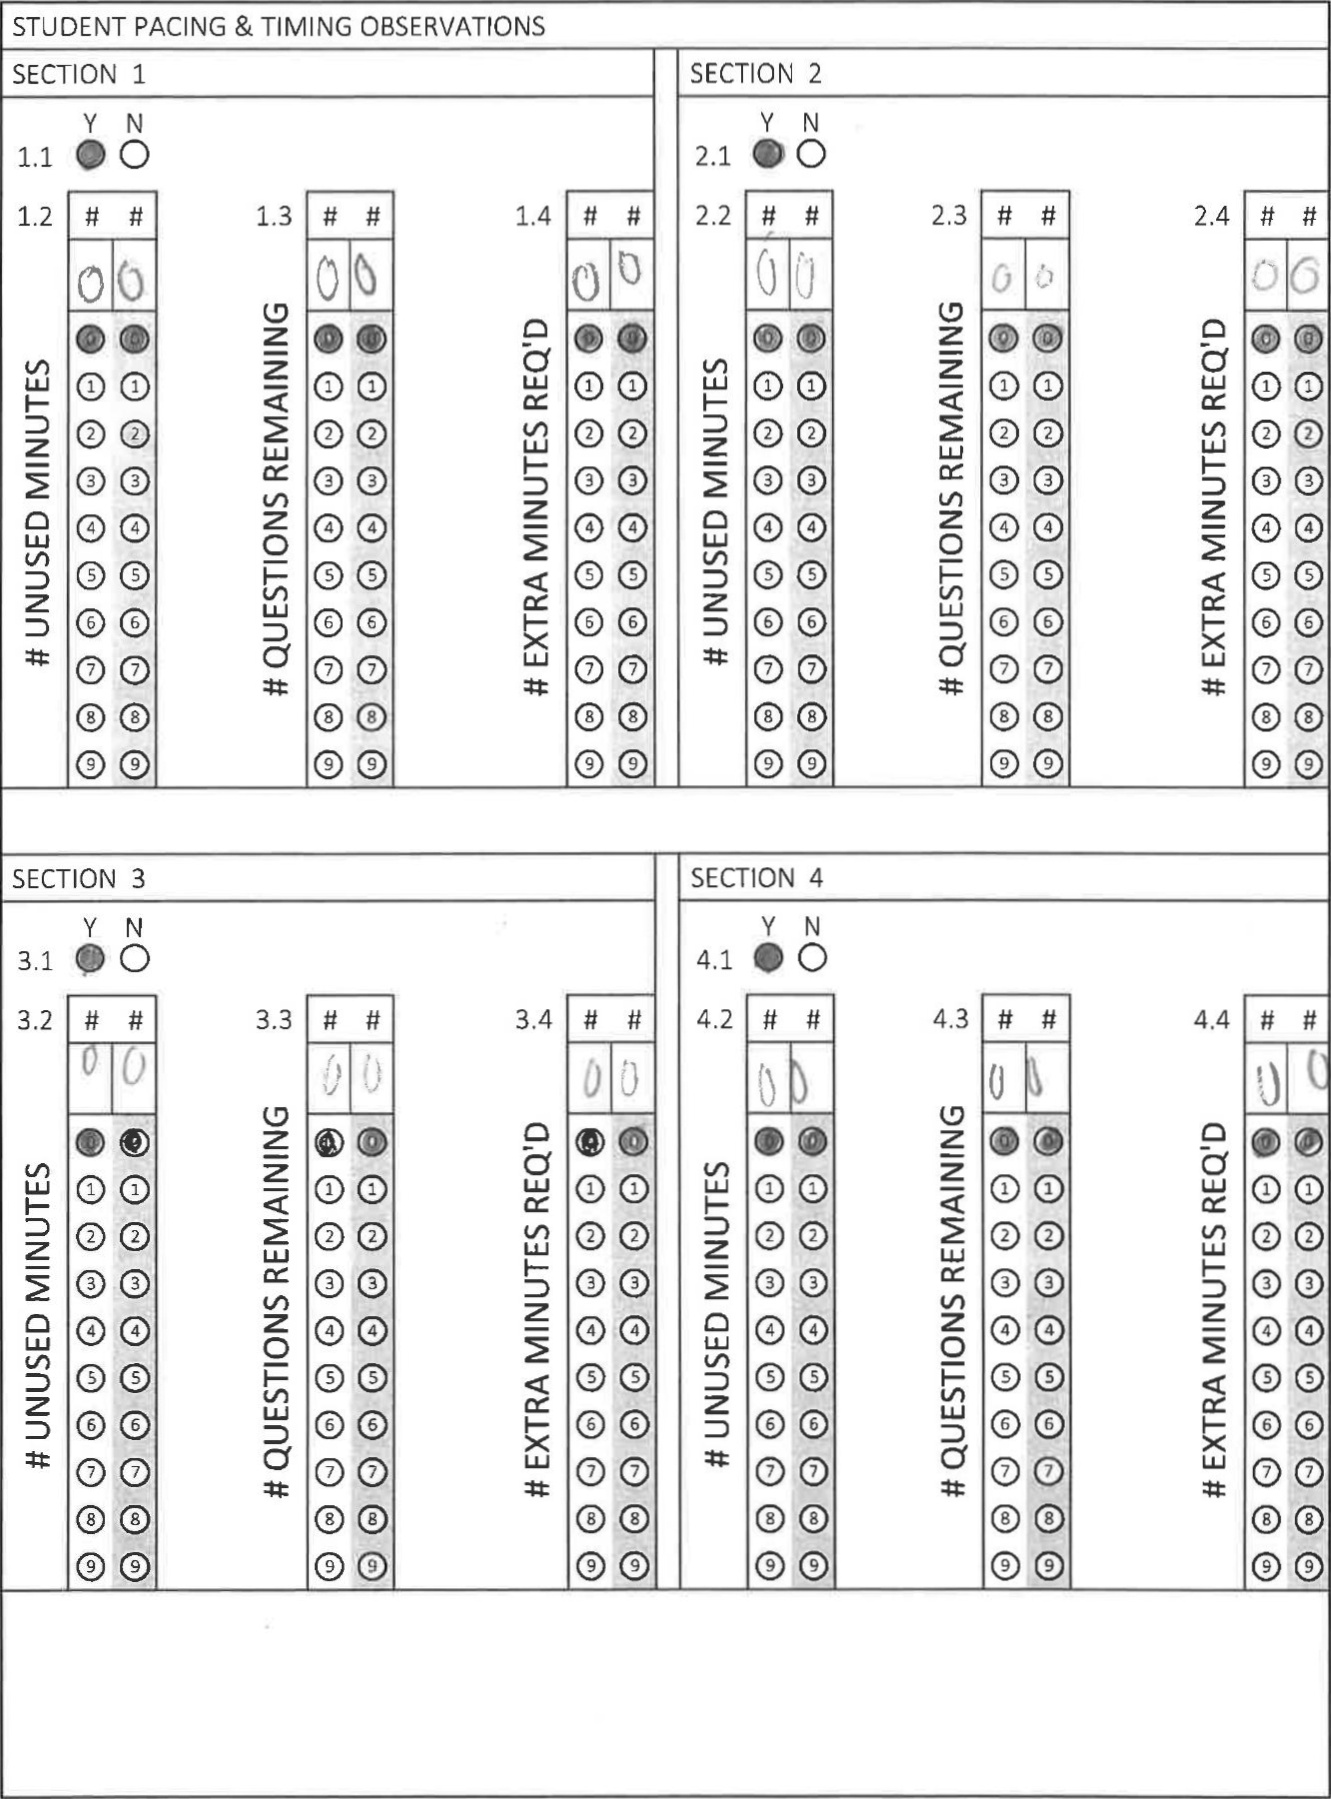 STUDENT PACING & TIMING OBSERVATIONS
SECTION 1
Y N
1.1
1.2 # # 1.3 # # 1.4 # #
0 0 0 0 0 0
# UNUSED MINUTES
# QUESTIONS REMAINING
# EXTRA MINUTES REQ'D
0 0 0 0 0 0
1 1 1 1 1 1
2 2 2 2 2 2
3 3 3 3 3 3
4 4 4 4 4 4
5 5 5 5 5 5
6 6 6 6 6 6
7 7 7 7 7 7
8 8 8 8 8 8
9 9 9 9 9 9
SECTION 2
Y N
2.1
2.2 # # 2.3 # # 2.4 # #
0 0 0 0 0 0
# UNUSED MINUTES
# QUESTIONS REMAINING
# EXTRA MINUTES REQ'D
0 0 0 0 0 0
1 1 1 1 1 1
2 2 2 2 2 2
3 3 3 3 3 3
4 4 4 4 4 4
5 5 5 5 5 5
6 6 6 6 6 6
7 7 7 7 7 7
8 8 8 8 8 8
9 9 9 9 9 9
SECTION 3
Y N
3.1
3.2 # # 3.3 # # 3.4 # #
0 0 0 0 0 0
# UNUSED MINUTES
# QUESTIONS REMAINING
# EXTRA MINUTES REQ'D
0 0 0 0 0 0
1 1 1 1 1 1
2 2 2 2 2 2
3 3 3 3 3 3
4 4 4 4 4 4
5 5 5 5 5 5
6 6 6 6 6 6
7 7 7 7 7 7
8 8 8 8 8 8
9 9 9 9 9 9
SECTION 4
Y N
4.1
4.2 # # 4.3 # # 4.4 # #
0 0 0 0 0 0
# UNUSED MINUTES
# QUESTIONS REMAINING
# EXTRA MINUTES REQ'D
0 0 0 0 0 0
1 1 1 1 1 1
2 2 2 2 2 2
3 3 3 3 3 3
4 4 4 4 4 4
5 5 5 5 5 5
6 6 6 6 6 6
7 7 7 7 7 7
8 8 8 8 8 8
9 9 9 9 9 9